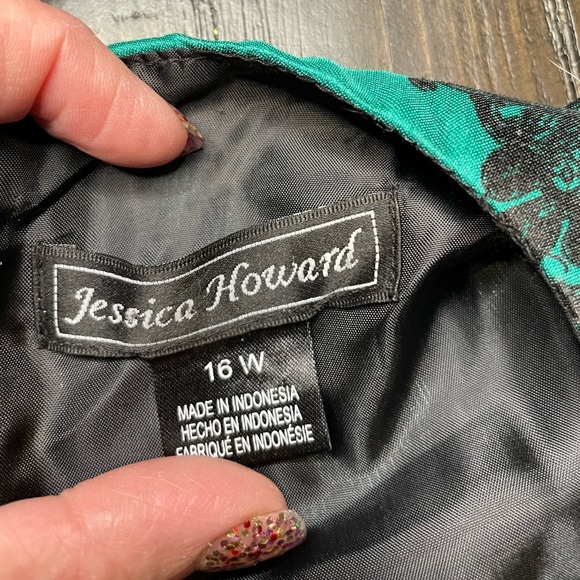 Jessica Howard
16 W
MADE IN INDONESIA
HECHO EN INDONESIA
FABRIQUÉ EN INDONÉSIE